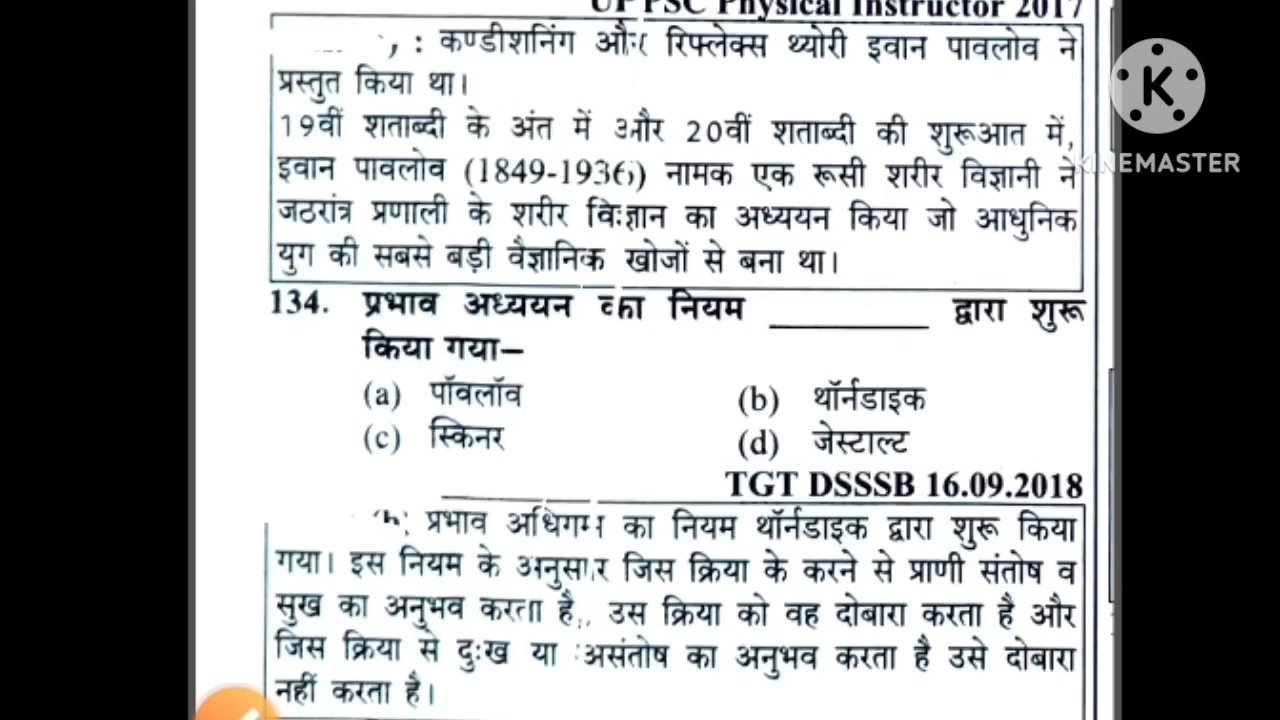 UPPSC Physical Instructor 2017
: कण्डीशनिंग और रिफ्लेक्स थ्योरी इवान पावलोव ने
प्रस्तुत किया था।
19वीं शताब्दी के अंत में और 20वीं शताब्दी की शुरूआत में,
इवान पावलोव (1849-1936) नामक एक रूसी शरीर विज्ञानी ने
जठरांत्र प्रणाली के शरीर विज्ञान का अध्ययन किया जो आधुनिक
युग की सबसे बड़ी वैज्ञानिक खोजों से बना था।
134. प्रभाव अध्ययन का नियम ________ द्वारा शुरू
किया गया–
(a) पॉवलॉव (b) थॉर्नडाइक
(c) स्किनर (d) जेस्टाल्ट
TGT DSSSB 16.09.2018
प्रभाव अधिगम का नियम थॉर्नडाइक द्वारा शुरू किया
गया। इस नियम के अनुसार जिस क्रिया के करने से प्राणी संतोष व
सुख का अनुभव करता है, उस क्रिया को वह दोबारा करता है और
जिस क्रिया से दुःख या असंतोष का अनुभव करता है उसे दोबारा
नहीं करता है।
K
KINEMASTER